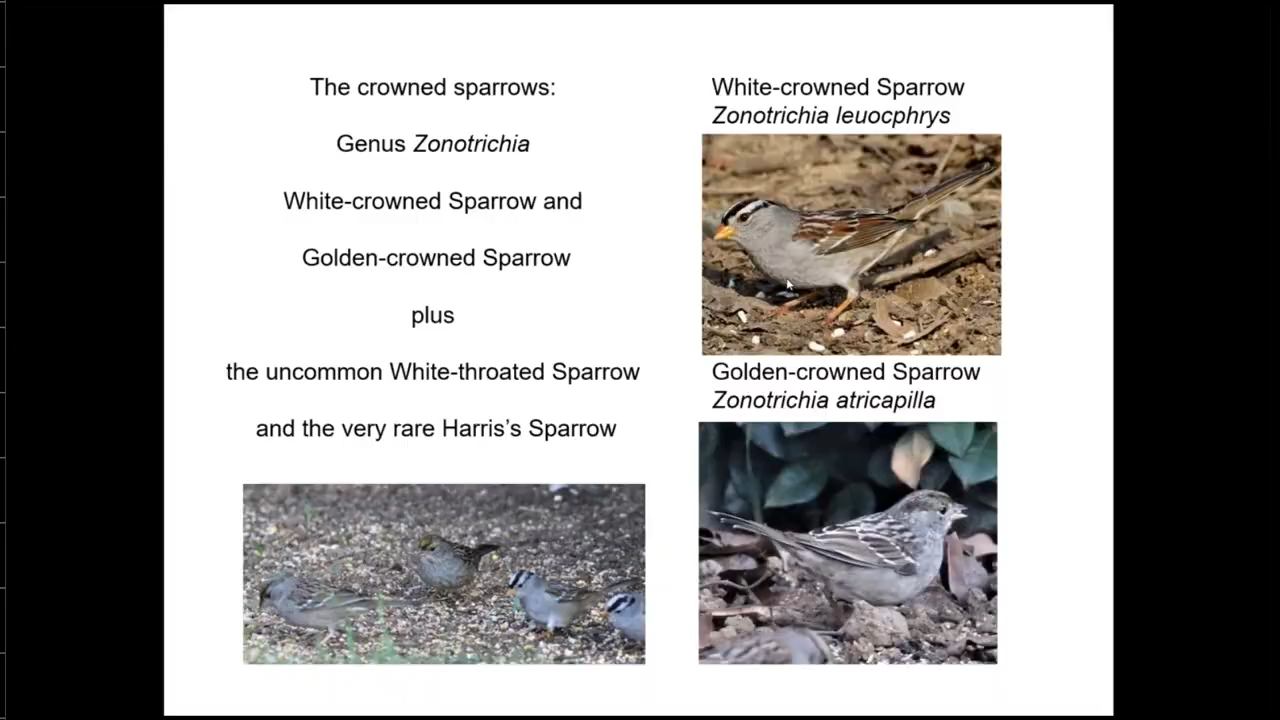 The crowned sparrows:
Genus Zonotrichia
White-crowned Sparrow and
Golden-crowned Sparrow
plus
the uncommon White-throated Sparrow
and the very rare Harris’s Sparrow
White-crowned Sparrow
Zonotrichia leuocphrys
Golden-crowned Sparrow
Zonotrichia atricapilla